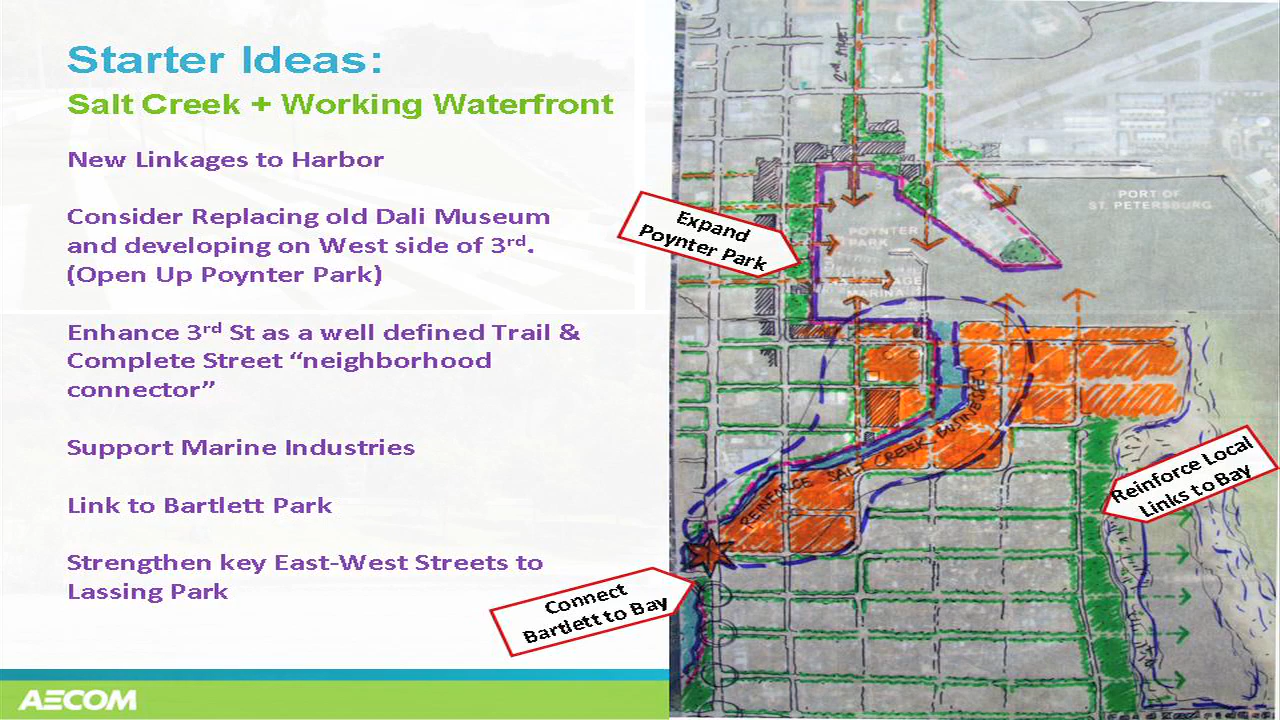 Starter Ideas:
Salt Creek + Working Waterfront
New Linkages to Harbor
Consider Replacing old Dali Museum
and developing on West side of 3rd.
(Open Up Poynter Park)
Enhance 3rd St as a well defined Trail &
Complete Street “neighborhood
connector”
Support Marine Industries
Link to Bartlett Park
Strengthen key East-West Streets to
Lassing Park
AECOM
2nd STREET
PORT OF
ST. PETERSBURG
Expand
Poynter Park
POYNTER
PARK
MARINA
REINFORCE SALT CREEK BUSINESSES
Reinforce Local
Links to Bay
Connect
Bartlett to Bay